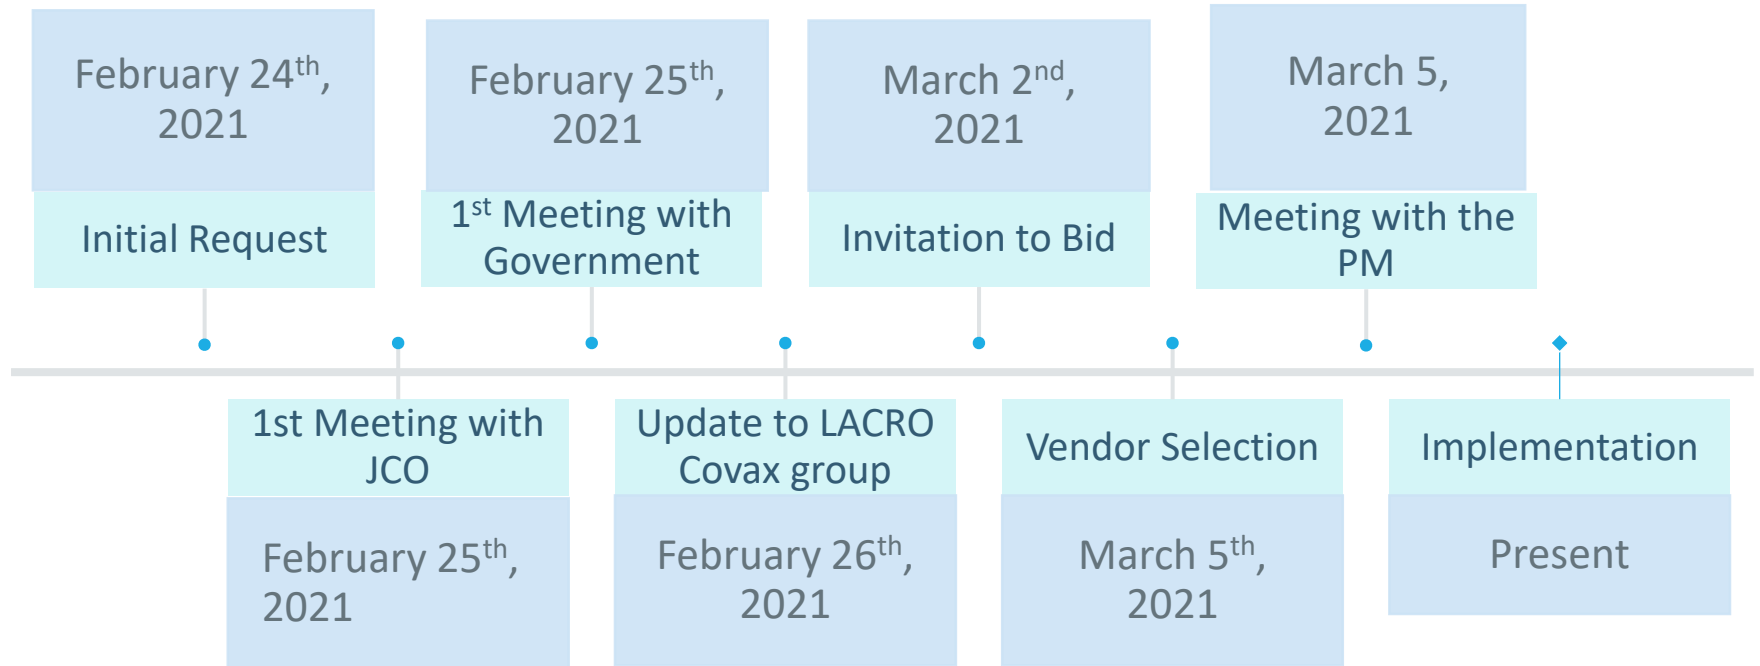 February 24th,
2021
Initial Request
1st Meeting with
JCO
February 25th,
2021
February 25th,
2021
1st Meeting with
Government
Update to LACRO
Covax group
February 26th,
2021
March 2nd,
2021
Invitation to Bid
Vendor Selection
March 5th,
2021
March 5,
2021
Meeting with the
PM
Implementation
Present